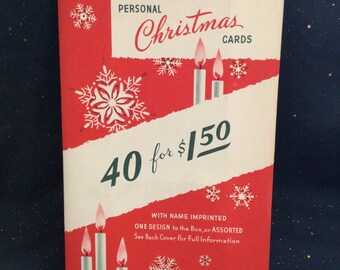 PERSONAL
Christmas
CARDS
40 for $1.50
WITH NAME IMPRINTED
ONE DESIGN to the Box, or ASSORTED
See Back Cover for Full Information